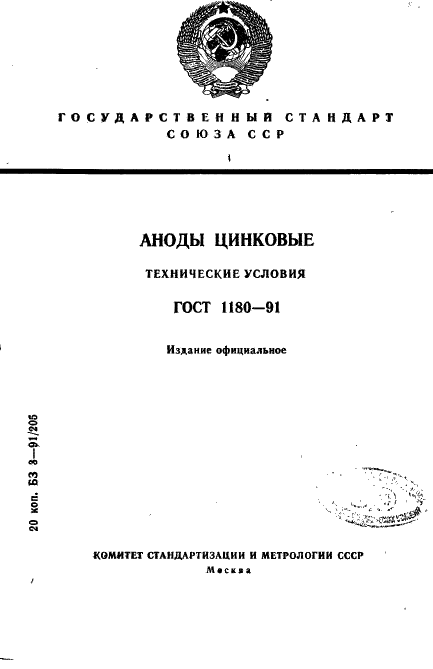 ГОСУДАРСТВЕННЫЙ СТАНДАРТ
СОЮЗА ССР
АНОДЫ ЦИНКОВЫЕ
ТЕХНИЧЕСКИЕ УСЛОВИЯ
ГОСТ 1180—91
Издание официальное
20 коп. БЗ 8—91/205
КОМИТЕТ СТАНДАРТИЗАЦИИ И МЕТРОЛОГИИ СССР
Москва